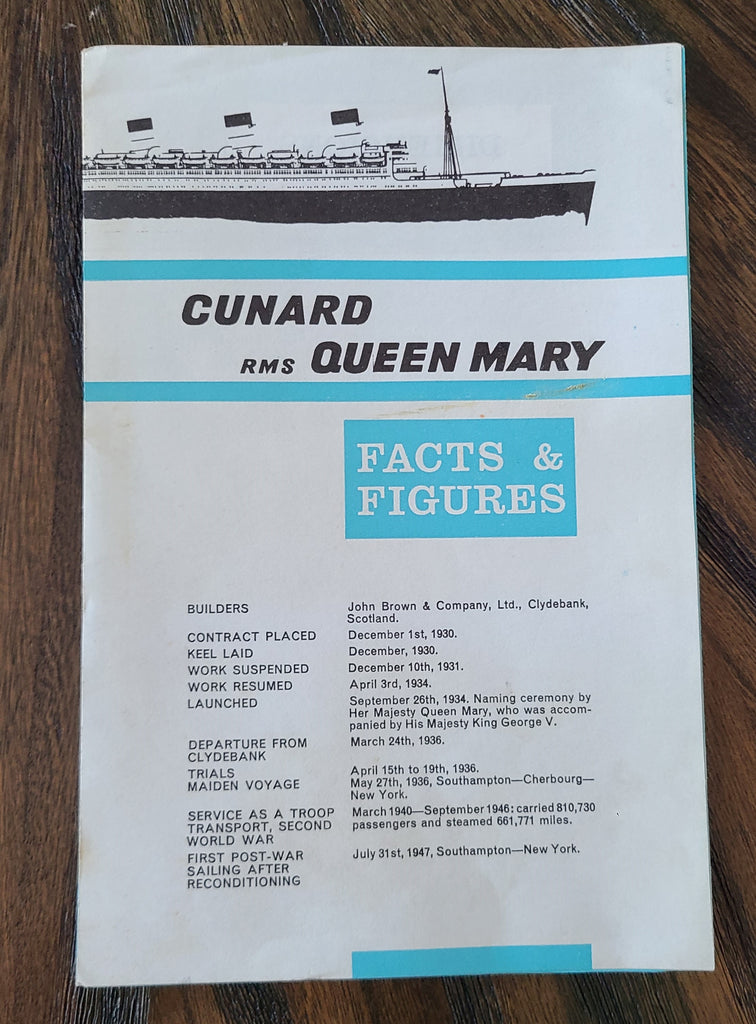 CUNARD
RMS QUEEN MARY
FACTS &
FIGURES
BUILDERS John Brown & Company, Ltd., Clydebank,
Scotland.
CONTRACT PLACED December 1st, 1930.
KEEL LAID December, 1930.
WORK SUSPENDED December 10th, 1931.
WORK RESUMED April 3rd, 1934.
LAUNCHED September 26th, 1934. Naming ceremony by
Her Majesty Queen Mary, who was accom-
panied by His Majesty King George V.
DEPARTURE FROM March 24th, 1936.
CLYDEBANK
TRIALS April 15th to 19th, 1936.
MAIDEN VOYAGE May 27th, 1936, Southampton—Cherbourg—
New York.
SERVICE AS A TROOP March 1940—September 1946: carried 810,730
TRANSPORT, SECOND passengers and steamed 661,771 miles.
WORLD WAR
FIRST POST-WAR July 31st, 1947, Southampton—New York.
SAILING AFTER
RECONDITIONING